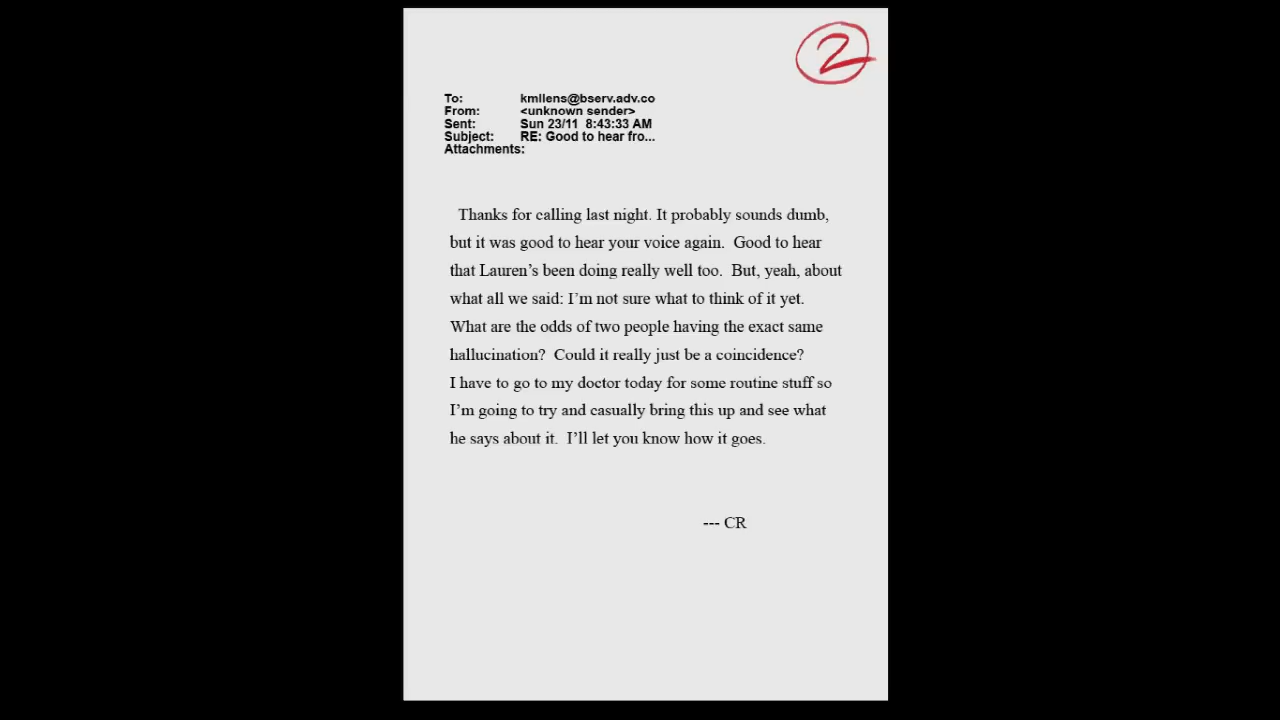 2
To: kmllens@bserv.adv.co
From: <unknown sender>
Sent: Sun 23/11 8:43:33 AM
Subject: RE: Good to hear fro...
Attachments:
Thanks for calling last night. It probably sounds dumb,
but it was good to hear your voice again.  Good to hear
that Lauren’s been doing really well too.  But, yeah, about
what all we said: I’m not sure what to think of it yet.
What are the odds of two people having the exact same
hallucination?  Could it really just be a coincidence?
I have to go to my doctor today for some routine stuff so
I’m going to try and casually bring this up and see what
he says about it.  I’ll let you know how it goes.
--- CR